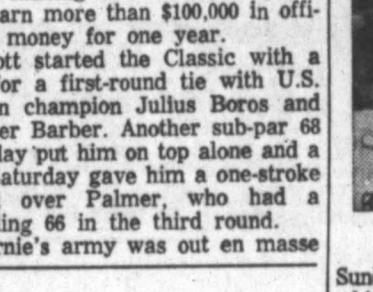 arn more than $100,000 in offi-
money for one year.
ott started the Classic with a
or a first-round tie with U.S.
n champion Julius Boros and
er Barber. Another sub-par 68
lay put him on top alone and a
aturday gave him a one-stroke
over Palmer, who had a
ling 66 in the third round.
rnie's army was out en masse
Sun